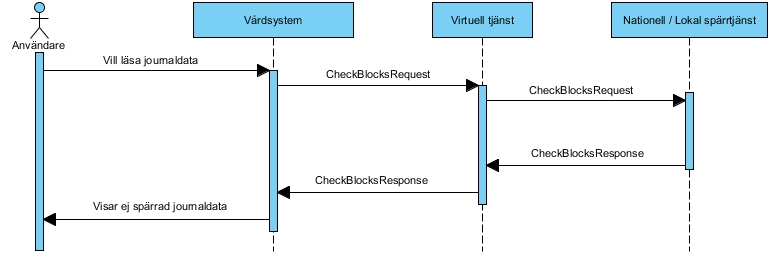 Vårdsystem
Virtuell tjänst
Nationell / Lokal spärrtjänst
Användare
Vill läsa journaldata
CheckBlocksRequest
CheckBlocksRequest
CheckBlocksResponse
CheckBlocksResponse
Visar ej spärrad journaldata